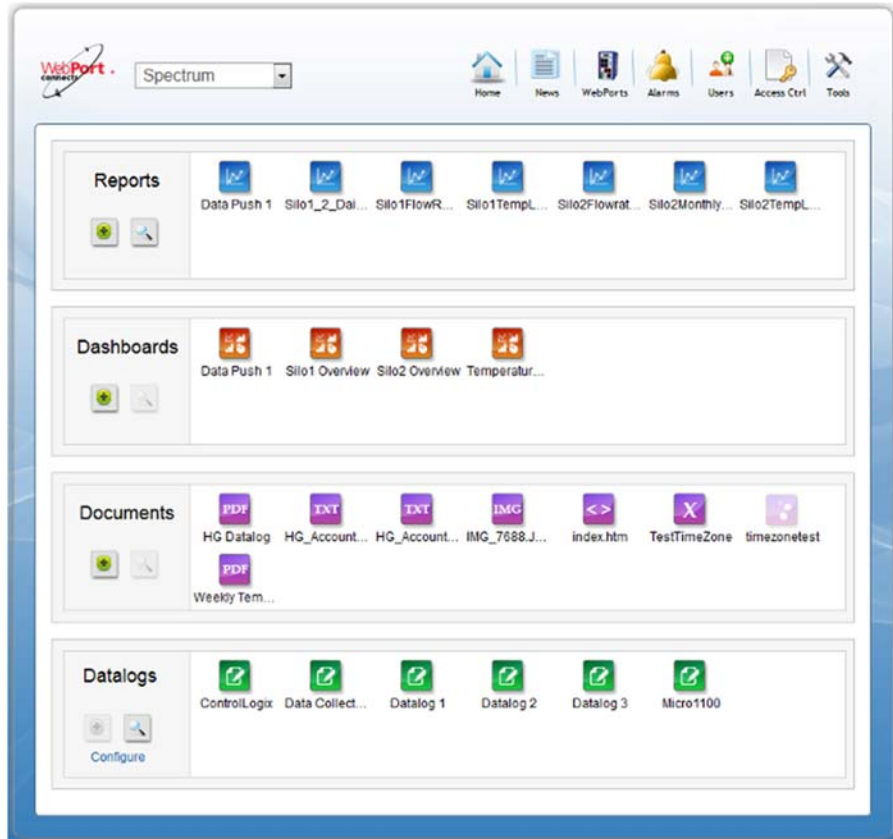 WebPort.
connects
Spectrum
Home News WebPorts Alarms Users Access Ctrl Tools
Reports
Data Push 1 Silo1_2_Dai... Silo1FlowR... Silo1TempL... Silo2Flowrat... Silo2Monthly... Silo2TempL...
Dashboards
Data Push 1 Silo1 Overview Silo2 Overview Temperatur...
Documents
PDF TXT TXT IMG <> X
HG Datalog HG_Account... HG_Account... IMG_7688.J... index.htm TestTimeZone timezonetest
PDF
Weekly Tem...
Datalogs
ControlLogix Data Collect... Datalog 1 Datalog 2 Datalog 3 Micro1100
Configure